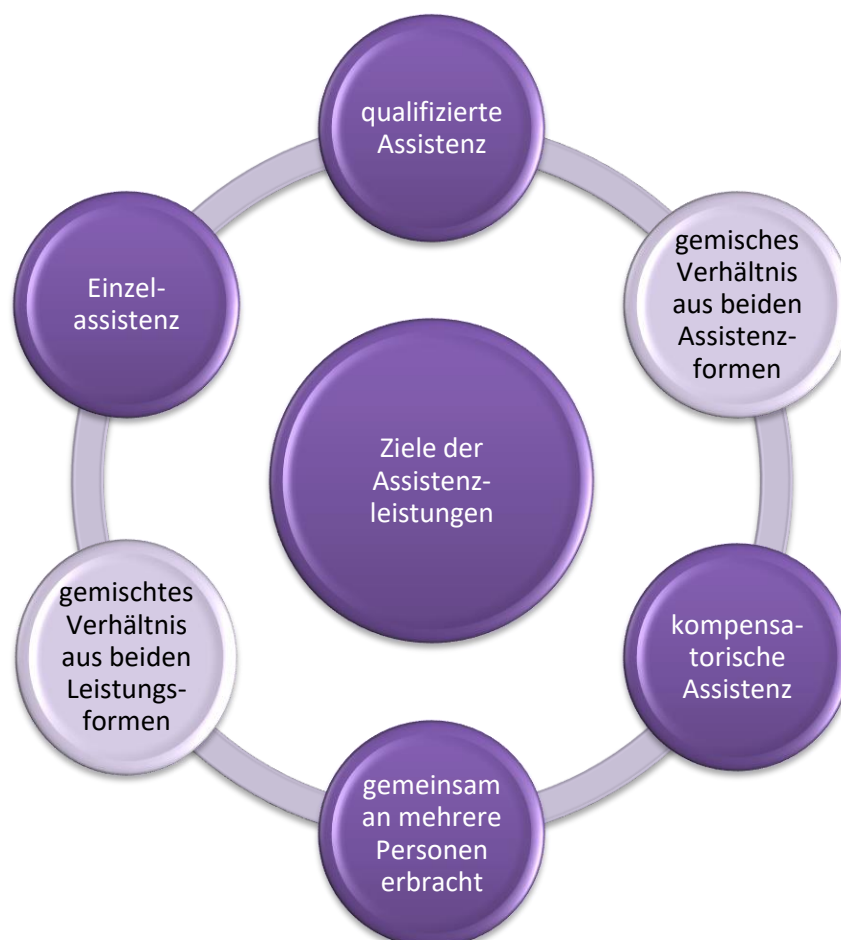 qualifizierte
Assistenz
gemisches
Verhältnis
aus beiden
Assistenz-
formen
kompensa-
torische
Assistenz
gemeinsam
an mehrere
Personen
erbracht
gemischtes
Verhältnis
aus beiden
Leistungs-
formen
Einzel-
assistenz
Ziele der
Assistenz-
leistungen